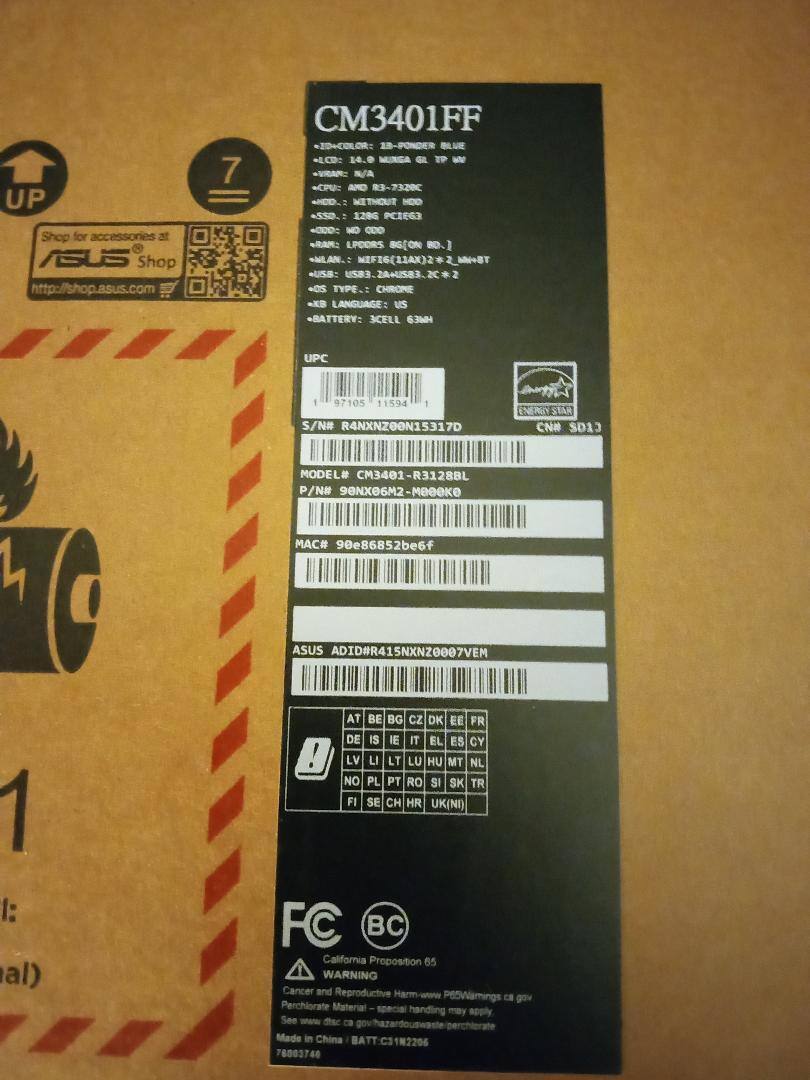 UP
7
Shop for accessories at
ASUS® Shop
http://shop.asus.com
CM3401FF
•ID+COLOR: 1B-PONDER BLUE
•LCD: 14.0 WUXGA GL TP WV
•VRAM: N/A
•CPU: AMD R3-7320C
•HDD.: WITHOUT HDD
•SSD.: 128G PCIEG3
•ODD: WO ODD
•RAM: LPDDR5 8G[ON BD.]
•WLAN.: WIFI6(11AX)2*2_WW+BT
•USB: USB3.2A*USB3.2C*2
•OS TYPE.: CHROME
•KB LANGUAGE: US
•BATTERY: 3CELL 63WH
UPC
1 97105 11594 1
energy
ENERGY STAR
S/N# R4NXNZ00N15317D CN# SD1J
MODEL# CM3401-R3128BL
P/N# 90NX06M2-M000K0
MAC# 90e86852be6f
ASUS ADID#R415NXNZ0007VEM
AT BE BG CZ DK EE FR
DE IS IE IT EL ES CY
LV LI LT LU HU MT NL
NO PL PT RO SI SK TR
FI SE CH HR UK(NI)
1
l:
nal)
FC BC
California Proposition 65
WARNING
Cancer and Reproductive Harm-www.P65Warnings.ca.gov
Perchlorate Material – special handling may apply.
See www.dtsc.ca.gov/hazardouswaste/perchlorate
Made in China / BATT:C31N2206
76003740